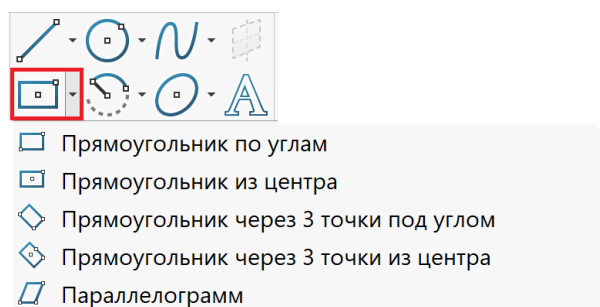 A
Прямоугольник по углам
Прямоугольник из центра
Прямоугольник через 3 точки под углом
Прямоугольник через 3 точки из центра
Параллелограмм